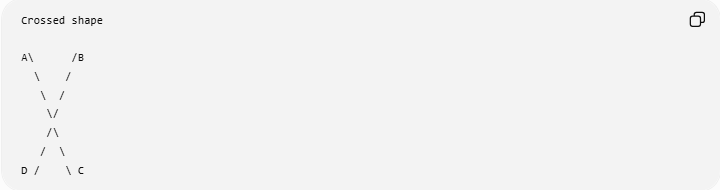 Crossed shape
A\      /B
  \    /
   \  /
    \/
    /\
   /  \
D /    \ C